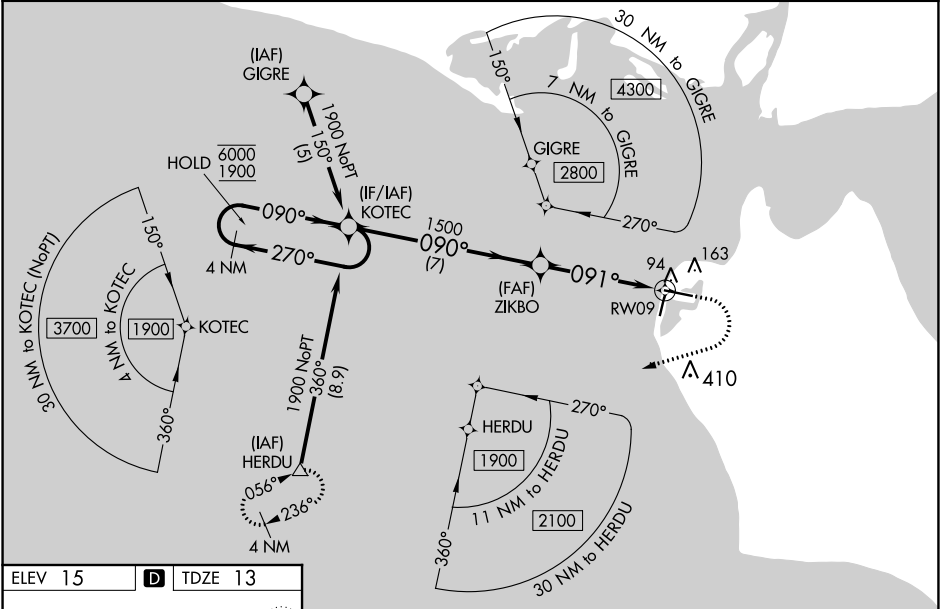 (IAF)
GIGRE
1900 NoPT
150°
(5)
HOLD 6000
1900
090°
270°
4 NM
(IF/IAF)
KOTEC
1500
090°
(7)
(FAF)
ZIKBO
091°
RW09
94
163
410
30 NM to GIGRE
4300
150°
7 NM to GIGRE
GIGRE
2800
270°
30 NM to KOTEC (NoPT)
3700
150°
4 NM to KOTEC
1900
KOTEC
360°
1900 NoPT
360°
(8.9)
(IAF)
HERDU
056°
236°
4 NM
270°
HERDU
1900
11 NM to HERDU
2100
360°
30 NM to HERDU
ELEV 15 D TDZE 13